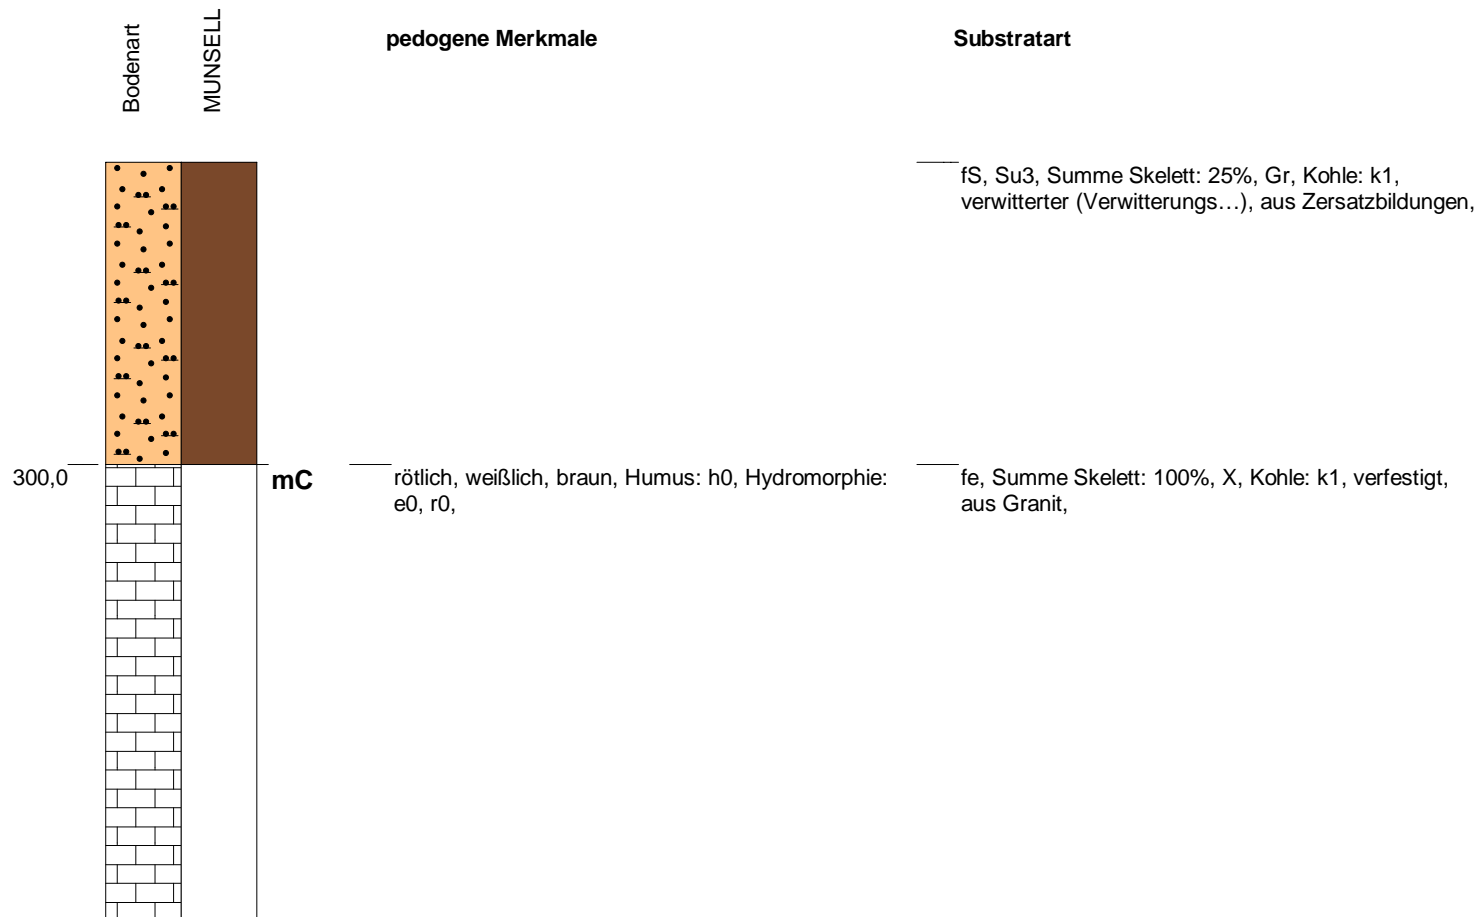 Bodenart
MUNSELL
pedogene Merkmale
Substratart
fS, Su3, Summe Skelett: 25%, Gr, Kohle: k1,
verwitterter (Verwitterungs…), aus Zersatzbildungen,
300,0
mC
rötlich, weißlich, braun, Humus: h0, Hydromorphie:
e0, r0,
fe, Summe Skelett: 100%, X, Kohle: k1, verfestigt,
aus Granit,